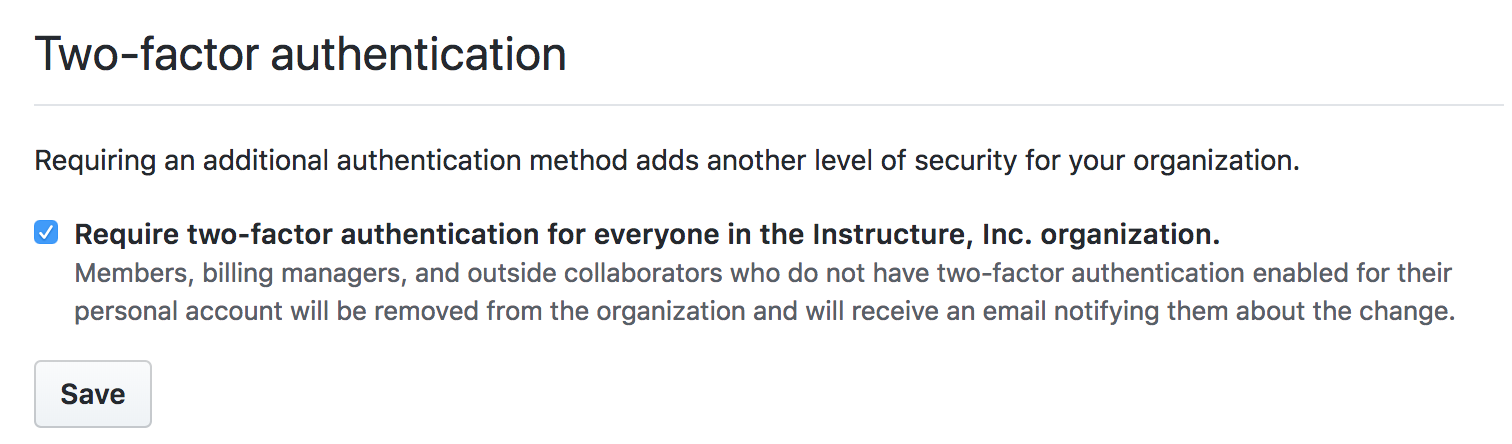 Two-factor authentication
Requiring an additional authentication method adds another level of security for your organization.
Require two-factor authentication for everyone in the Instructure, Inc. organization.
Members, billing managers, and outside collaborators who do not have two-factor authentication enabled for their
personal account will be removed from the organization and will receive an email notifying them about the change.
Save